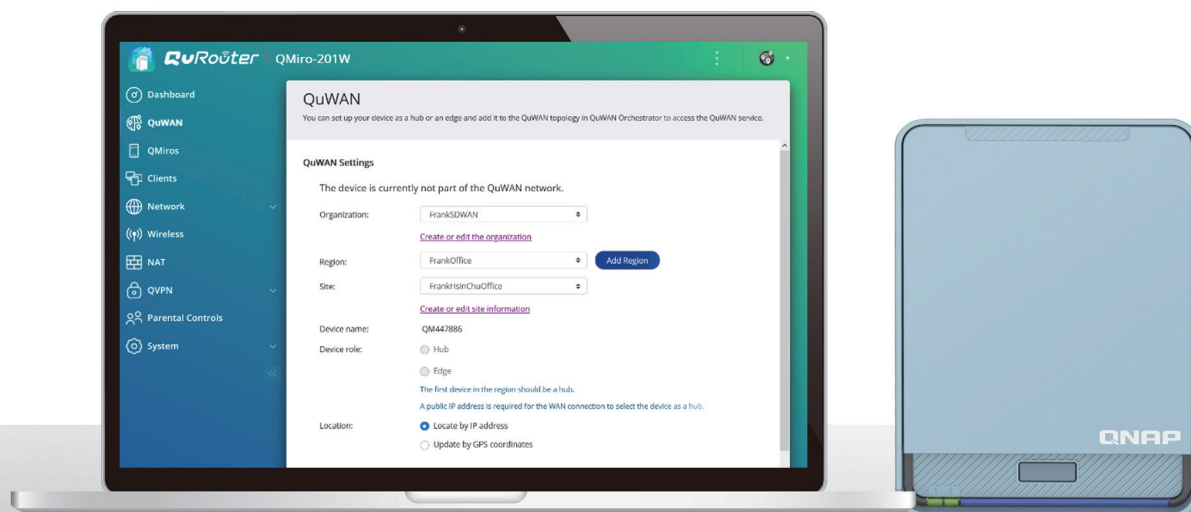 QuRoûter QMiro-201W
Dashboard
QuWAN
QMiros
Clients
Network
Wireless
NAT
QVPN
Parental Controls
System
QuWAN
You can set up your device as a hub or an edge and add it to the QuWAN topology in QuWAN Orchestrator to access the QuWAN service.
QuWAN Settings
The device is currently not part of the QuWAN network.
Organization: FrankSDWAN
Create or edit the organization
Region: FrankOffice Add Region
Site: FrankHsinChuOffice
Create or edit site information
Device name: QM447886
Device role: Hub
Edge
The first device in the region should be a hub.
A public IP address is required for the WAN connection to select the device as a hub.
Location: Locate by IP address
Update by GPS coordinates
QNAP